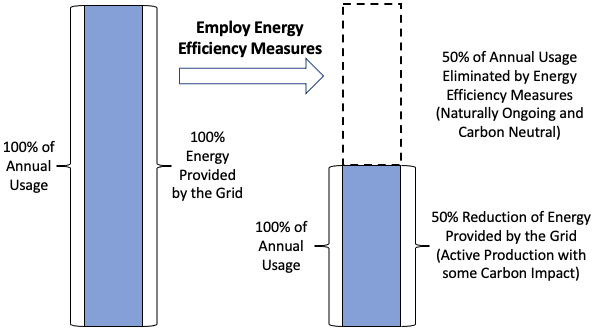 Employ Energy
Efficiency Measures
100% of
Annual
Usage
100%
Energy
Provided
by the Grid
50% of Annual Usage
Eliminated by Energy
Efficiency Measures
(Naturally Ongoing and
Carbon Neutral)
100% of
Annual
Usage
50% Reduction of Energy
Provided by the Grid
(Active Production with
some Carbon Impact)